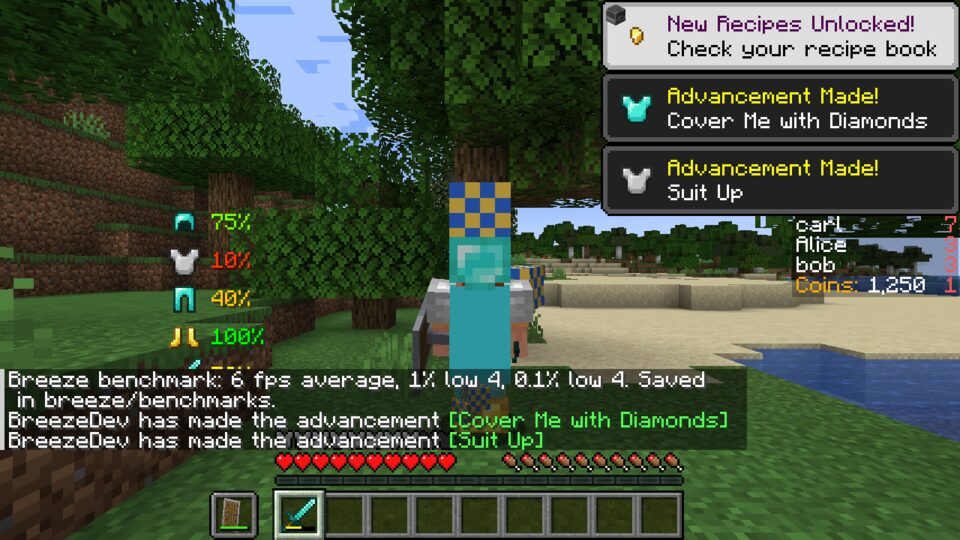 New Recipes Unlocked!
Check your recipe book
Advancement Made!
Cover Me with Diamonds
Advancement Made!
Suit Up
75%
10%
40%
100%
carl 7
Alice 3
bob
Coins: 1,250 1
Breeze benchmark: 6 fps average, 1% low 4, 0.1% low 4. Saved
in breeze/benchmarks.
BreezeDev has made the advancement [Cover Me with Diamonds]
BreezeDev has made the advancement [Suit Up]